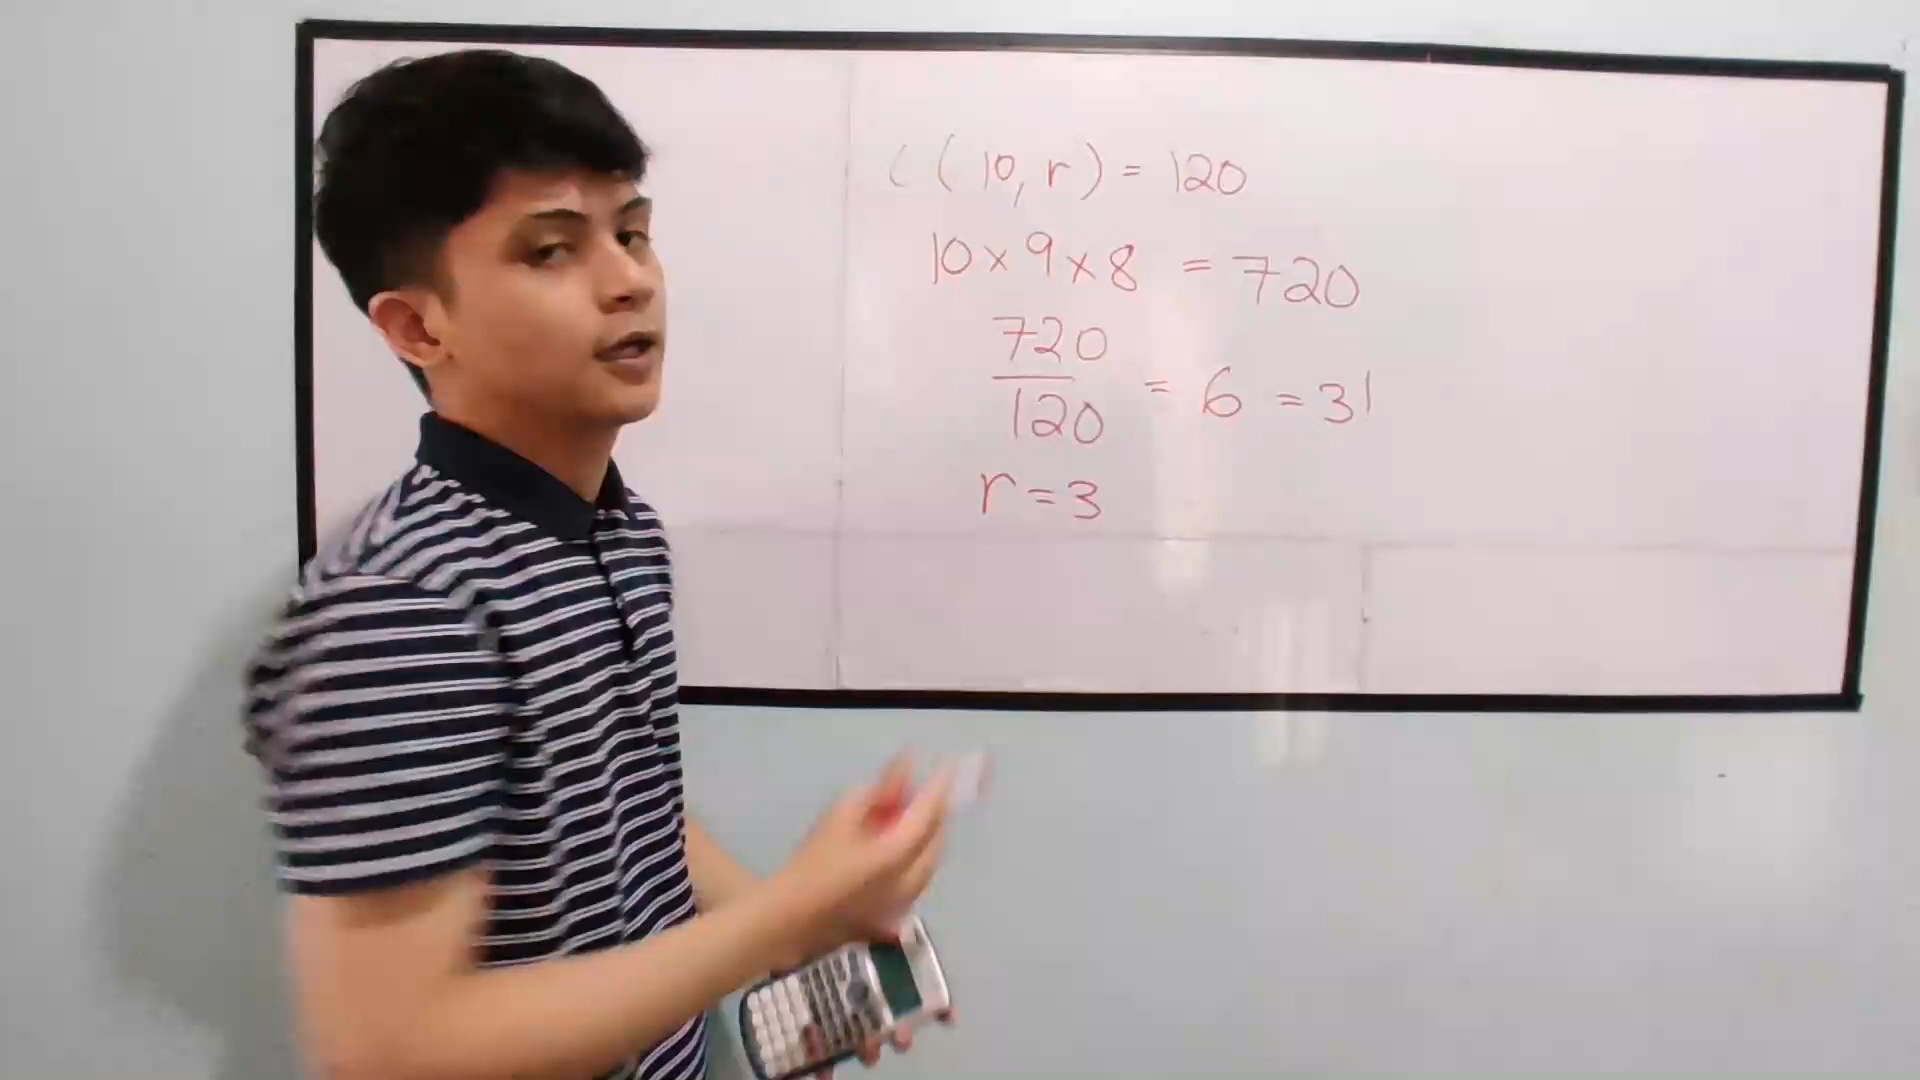 C(10,r) = 120
10 × 9 × 8 = 720
720
120 = 6 = 3!
r = 3